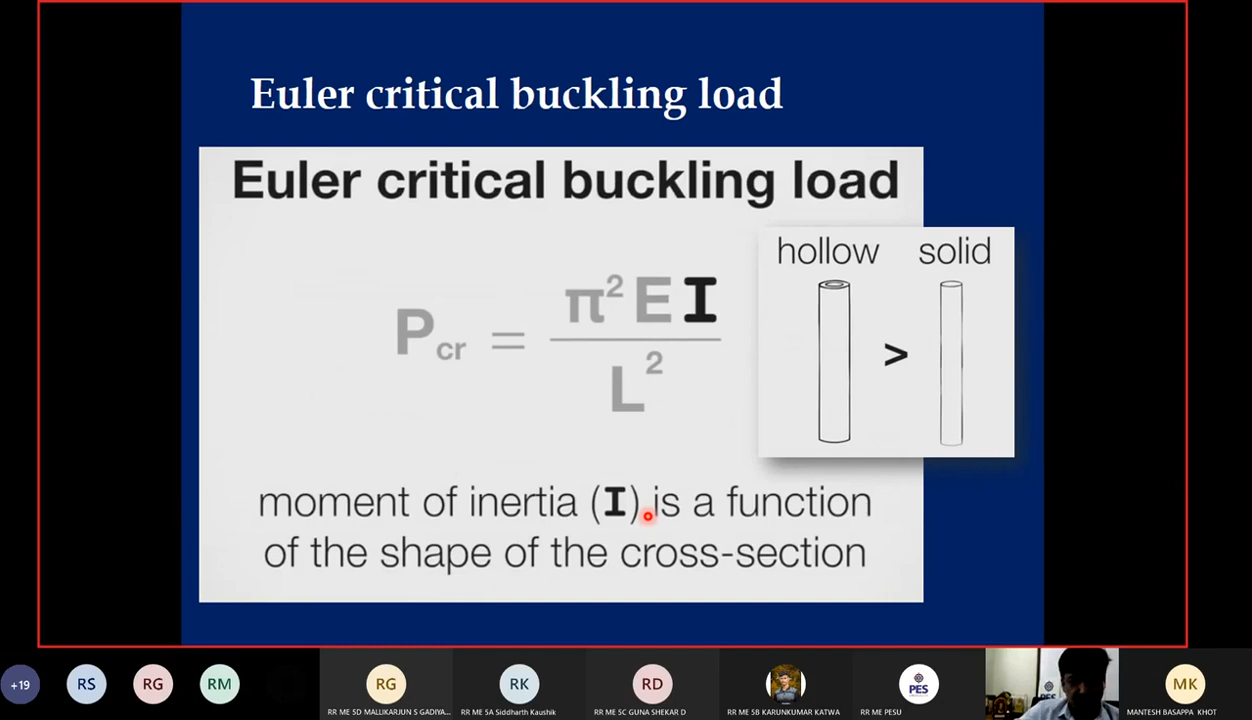 Euler critical buckling load
Euler critical buckling load
hollow solid
P_cr = π² E I / L²
>
moment of inertia (I) is a function
of the shape of the cross-section
+19 RS RG RM RG RK RD PES MK
RR ME 5D MALLIKARJUN S GADIYA... RR ME 5A Siddharth Kaushik RR ME 5C GUNA SHEKAR D RR ME 5B KARUNKUMAR KATWA RR ME PESU MANTESH BASAPPA KHOT